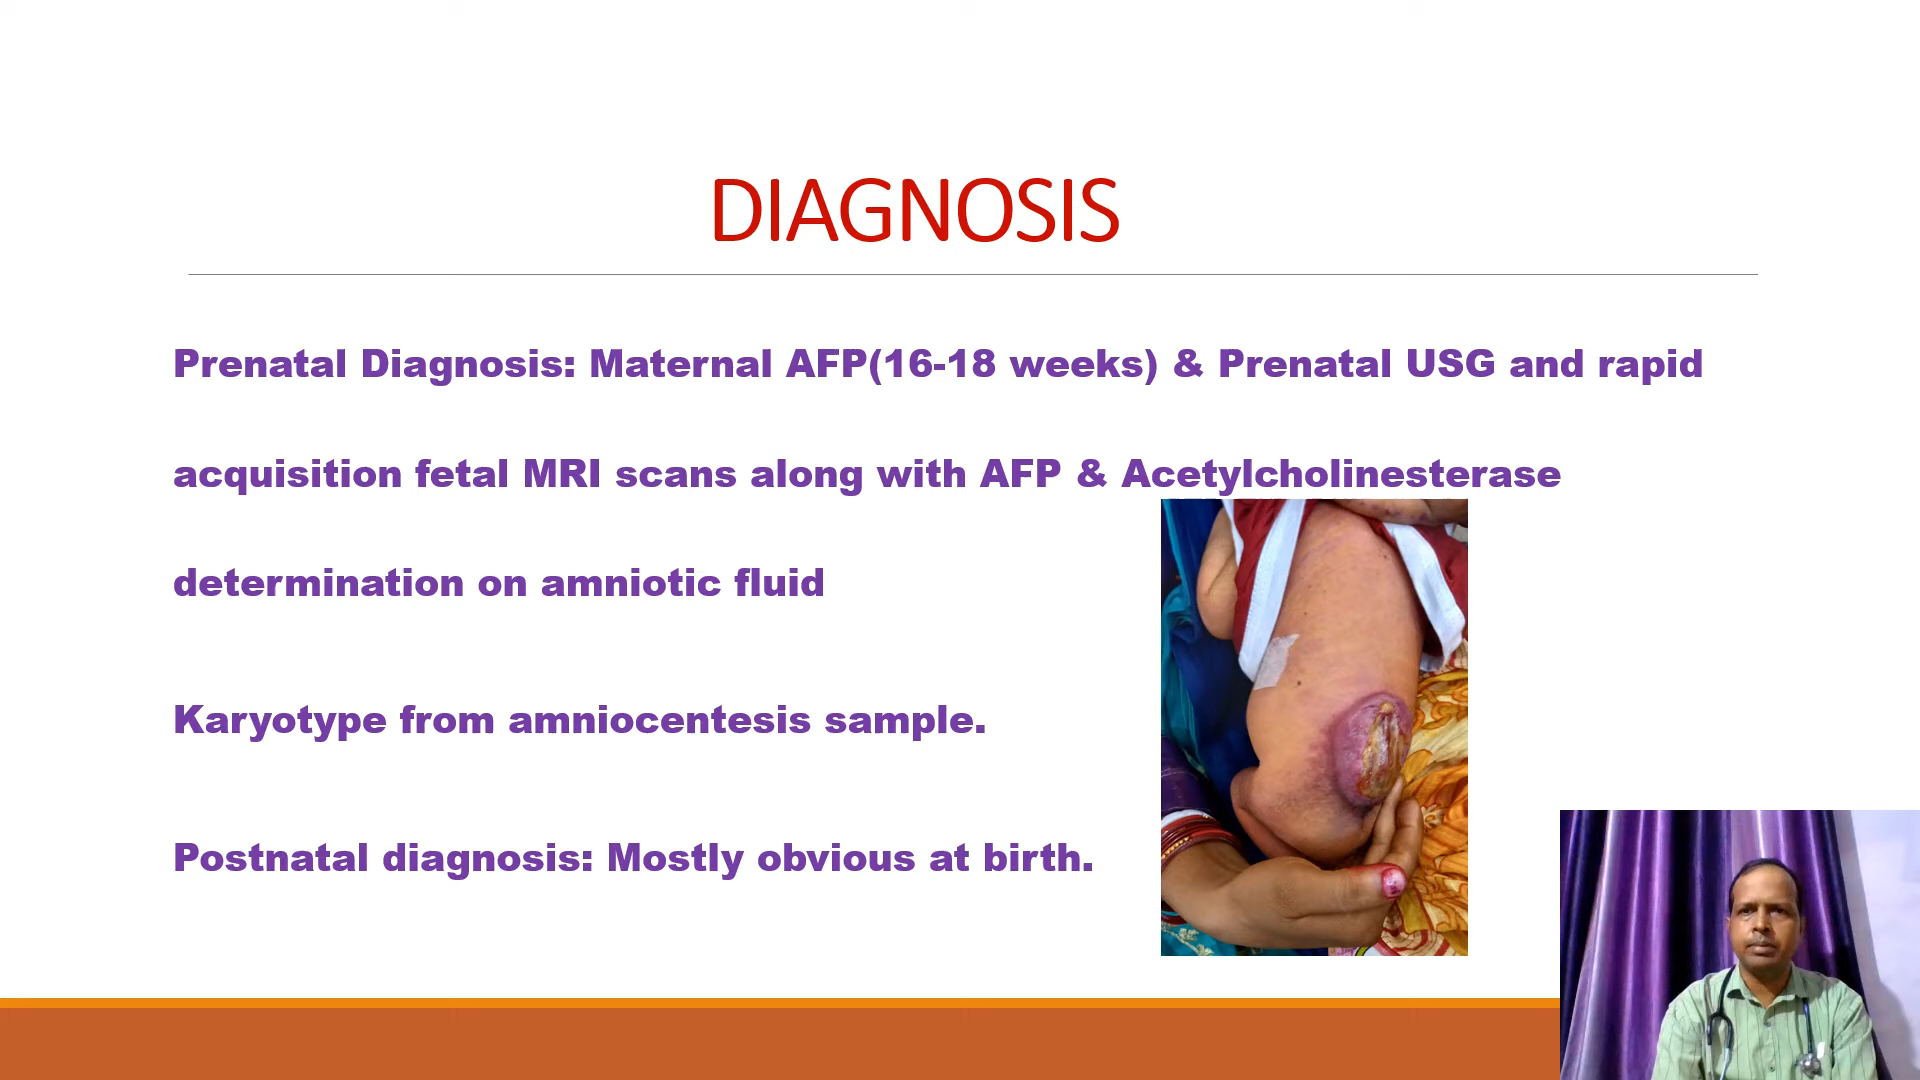 DIAGNOSIS
Prenatal Diagnosis: Maternal AFP(16-18 weeks) & Prenatal USG and rapid
acquisition fetal MRI scans along with AFP & Acetylcholinesterase
determination on amniotic fluid
Karyotype from amniocentesis sample.
Postnatal diagnosis: Mostly obvious at birth.